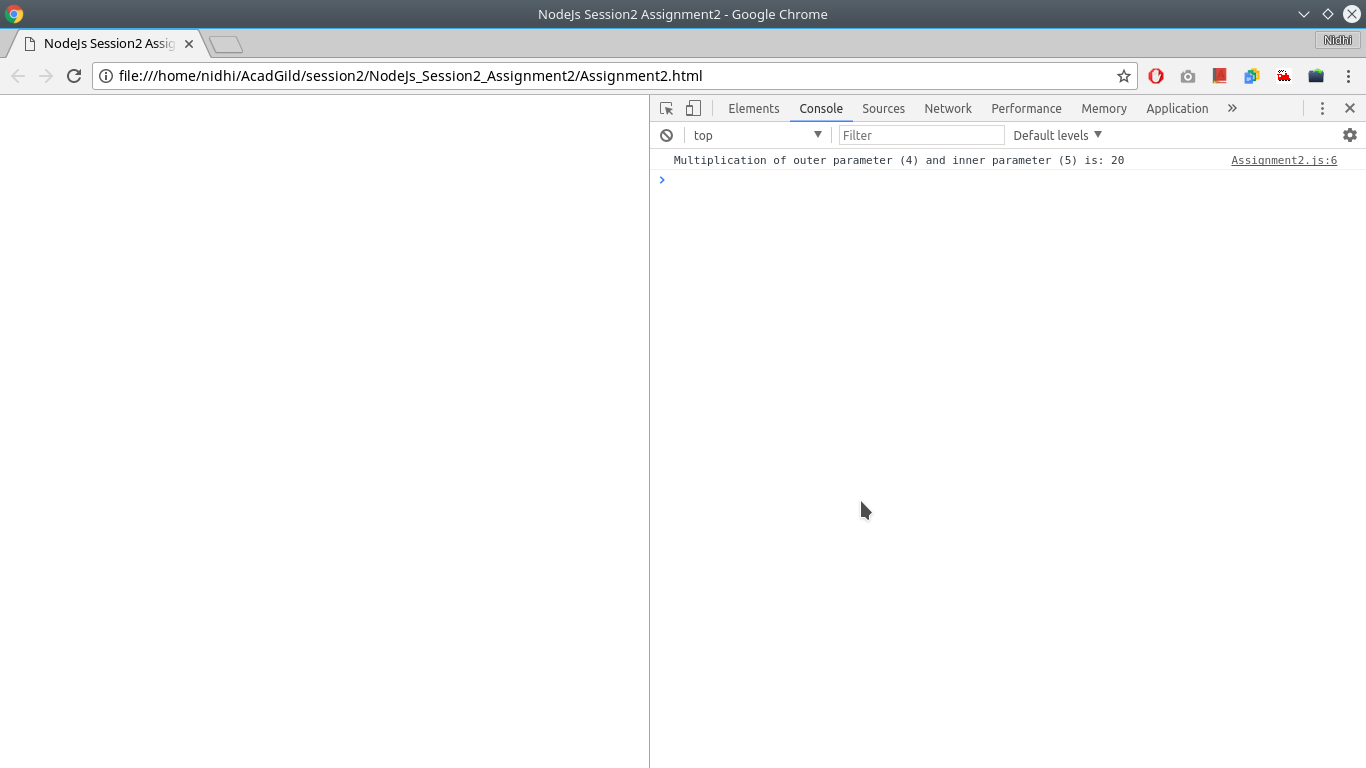 NodeJs Session2 Assignment2 - Google Chrome
NodeJs Session2 Assig
Nidhi
file:///home/nidhi/AcadGild/session2/NodeJs_Session2_Assignment2/Assignment2.html
Elements Console Sources Network Performance Memory Application
top Filter Default levels
Multiplication of outer parameter (4) and inner parameter (5) is: 20 Assignment2.js:6